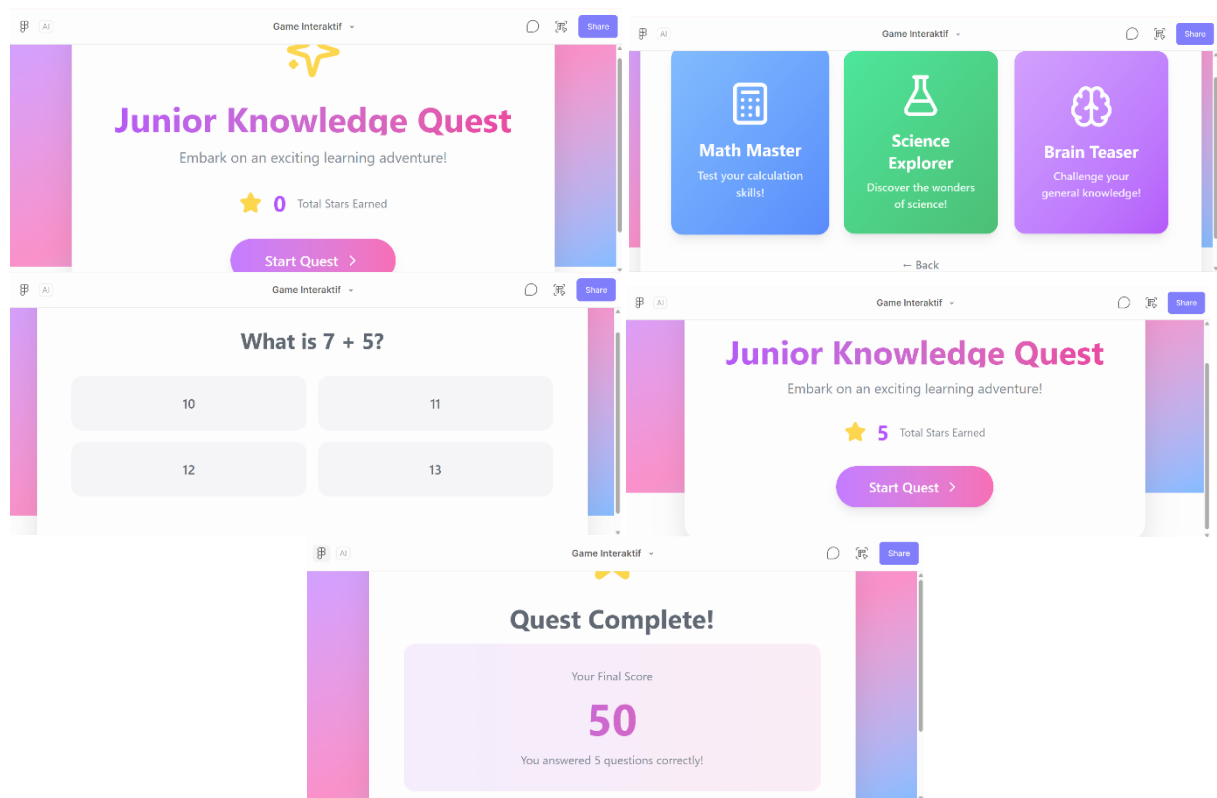 AI
Game Interaktif
Share
Junior Knowledge Quest
Embark on an exciting learning adventure!
0 Total Stars Earned
Start Quest
AI
Game Interaktif
Share
Math Master
Test your calculation
skills!
Science
Explorer
Discover the wonders
of science!
Brain Teaser
Challenge your
general knowledge!
← Back
AI
Game Interaktif
Share
What is 7 + 5?
10
11
12
13
AI
Game Interaktif
Share
Junior Knowledge Quest
Embark on an exciting learning adventure!
5 Total Stars Earned
Start Quest
AI
Game Interaktif
Share
Quest Complete!
Your Final Score
50
You answered 5 questions correctly!